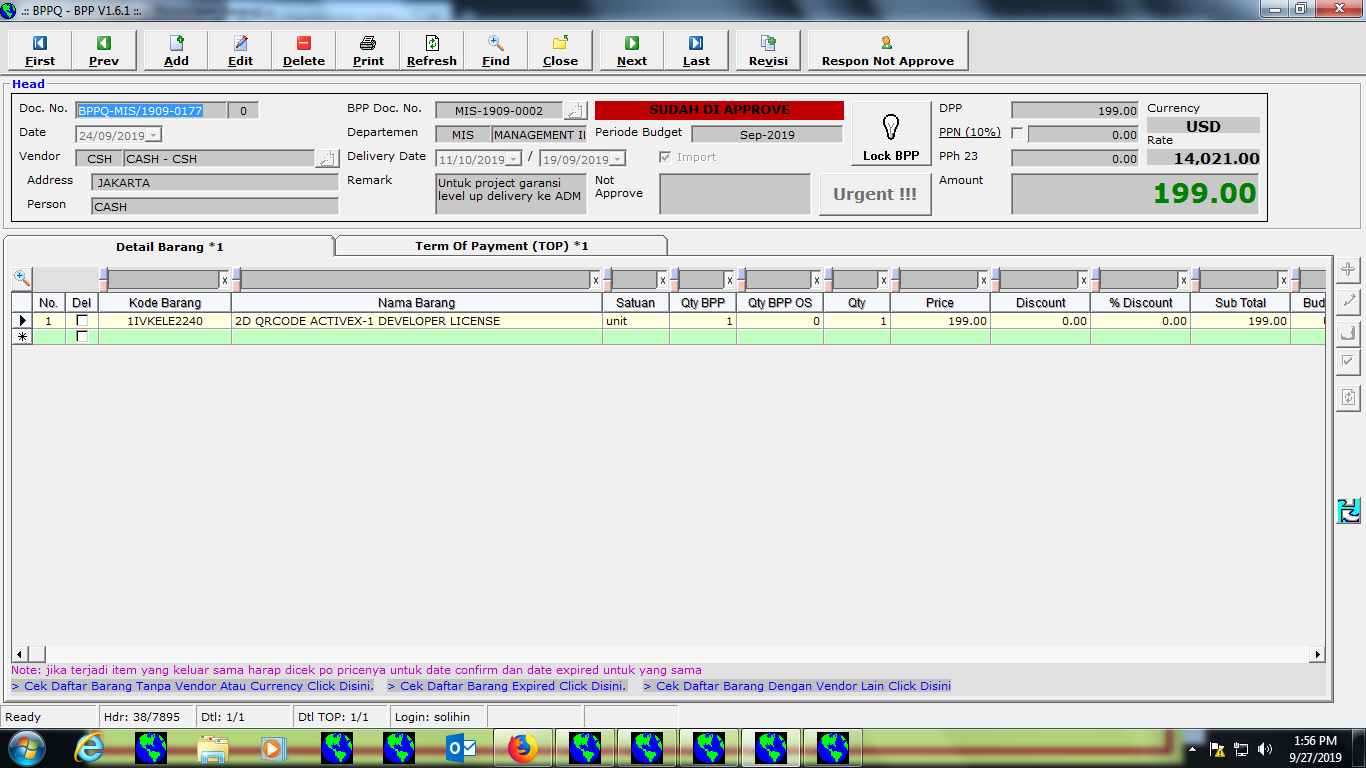 .:: BPPQ - BPP V1.6.1 ::.
First Prev Add Edit Delete Print Refresh Find Close Next Last Revisi Respon Not Approve
Head
Doc. No. BPPQ-MIS/1909-0177 0 BPP Doc. No. MIS-1909-0002 SUDAH DI APPROVE DPP 199.00 Currency
USD
Date 24/09/2019 Departemen MIS MANAGEMENT II Periode Budget Sep-2019 PPN (10%) 0.00 Rate
Vendor CSH CASH - CSH Delivery Date 11/10/2019 / 19/09/2019 Import Lock BPP PPh 23 0.00 14,021.00
Address JAKARTA Remark Untuk project garansi Not Urgent !!! Amount 199.00
level up delivery ke ADM Approve
Person CASH
Detail Barang *1 Term Of Payment (TOP) *1
x x x x x x x x x x
No. Del Kode Barang Nama Barang Satuan Qty BPP Qty BPP OS Qty Price Discount % Discount Sub Total Bud
1 1IVKELE2240 2D QRCODE ACTIVEX-1 DEVELOPER LICENSE unit 1 0 1 199.00 0.00 0.00 199.00
Note: jika terjadi item yang keluar sama harap dicek po pricenya untuk date confirm dan date expired untuk yang sama
> Cek Daftar Barang Tanpa Vendor Atau Currency Click Disini. > Cek Daftar Barang Expired Click Disini. > Cek Daftar Barang Dengan Vendor Lain Click Disini
Ready Hdr: 38/7895 Dtl: 1/1 Dtl TOP: 1/1 Login: solihin
1:56 PM
9/27/2019